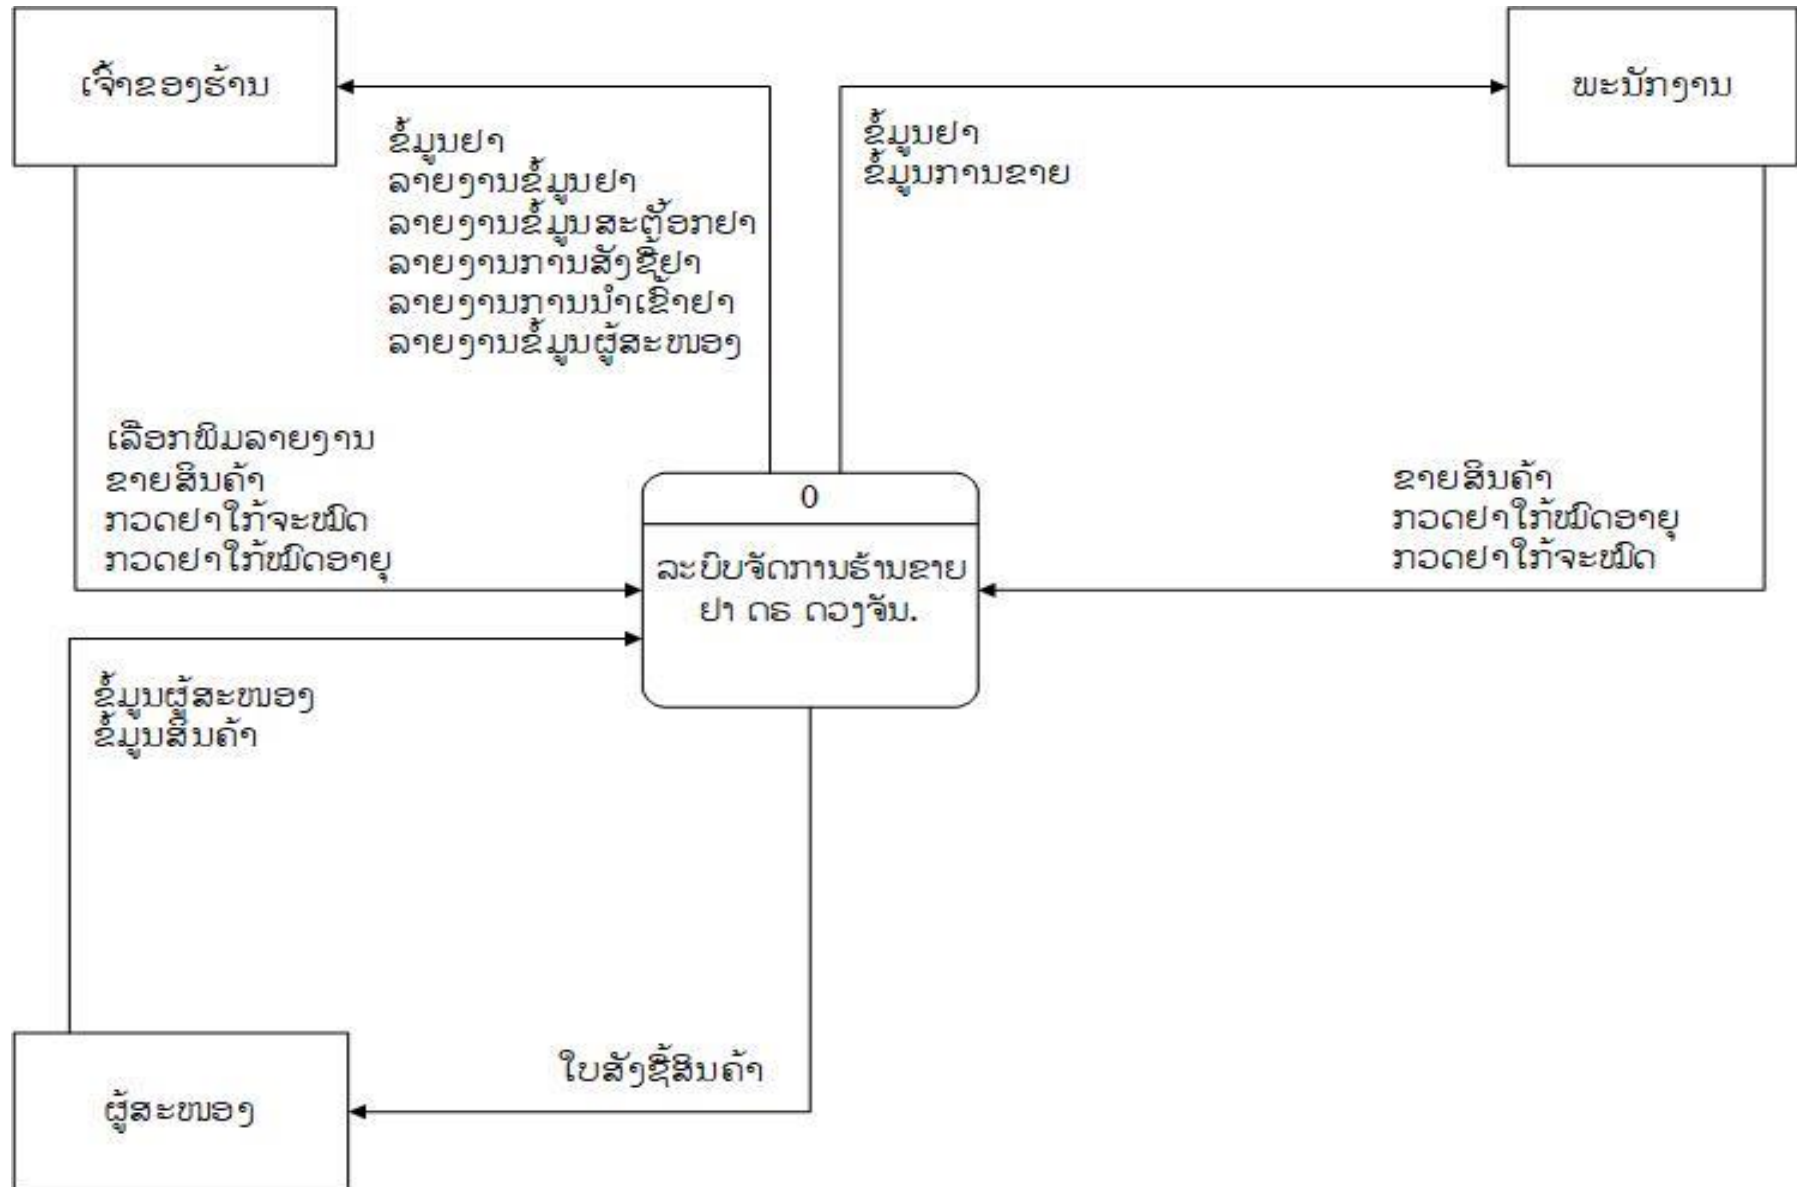 ເຈົ້າຂອງຮ້ານ
ພະນັກງານ
ຂໍ້ມູນຢາ
ລາຍງານຂໍ້ມູນຢາ
ລາຍງານຂໍ້ມູນສະຕັອກຢາ
ລາຍງານການສັ່ງຊື້ຢາ
ລາຍງານການນຳເຂົ້າຢາ
ລາຍງານຂໍ້ມູນຜູ້ສະໜອງ
ຂໍ້ມູນຢາ
ຂໍ້ມູນການຂາຍ
ເລືອກພິມລາຍງານ
ຂາຍສິນຄ້າ
ກວດຢາໃກ້ຈະໝົດ
ກວດຢາໃກ້ໝົດອາຍຸ
0
ລະບົບຈັດການຮ້ານຂາຍ
ຢາ ດຣ ດວງຈັນ.
ຂາຍສິນຄ້າ
ກວດຢາໃກ້ໝົດອາຍຸ
ກວດຢາໃກ້ຈະໝົດ
ຂໍ້ມູນຜູ້ສະໜອງ
ຂໍ້ມູນສິນຄ້າ
ໃບສັ່ງຊື້ສິນຄ້າ
ຜູ້ສະໜອງ